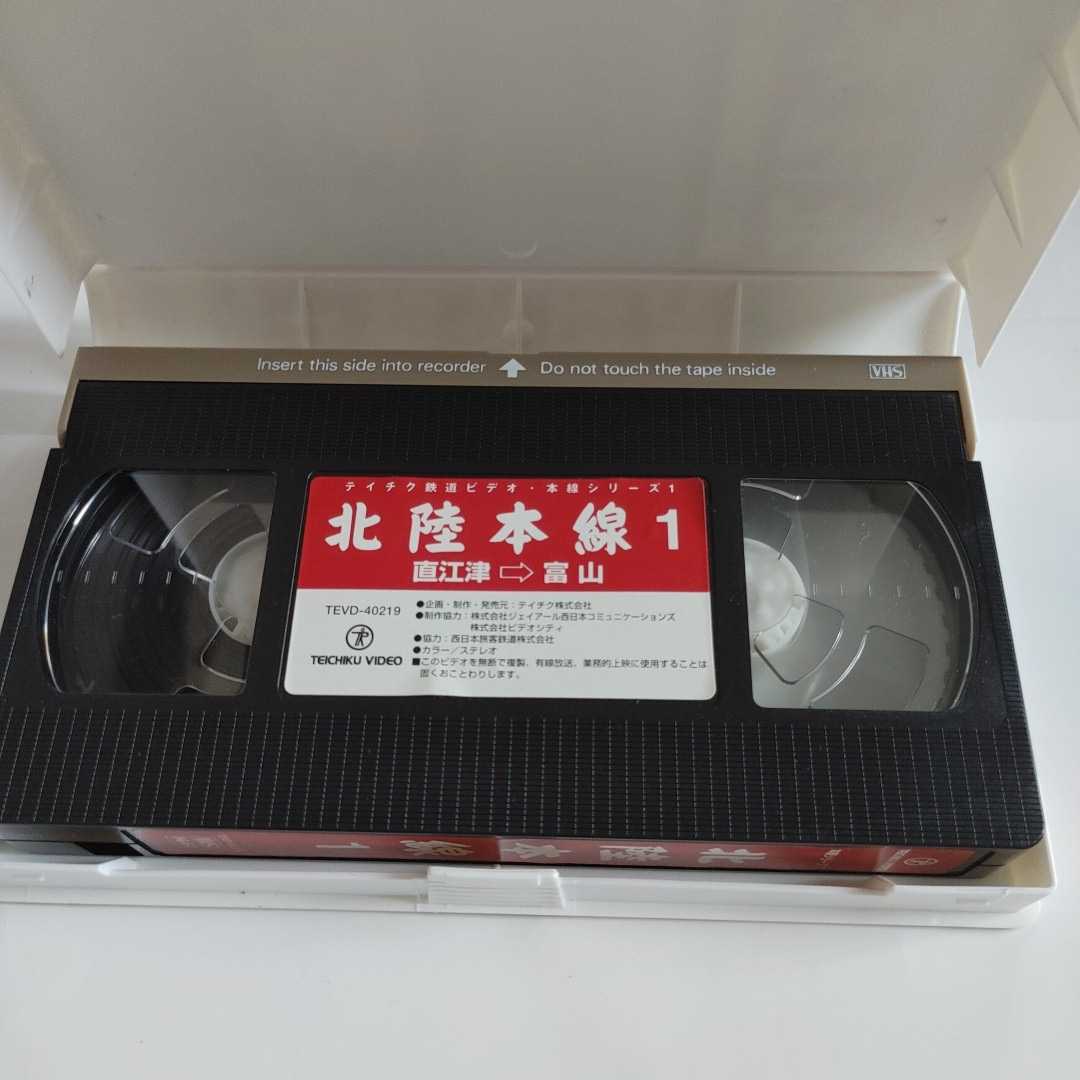 Insert this side into recorder ⇧ Do not touch the tape inside VHS
テイチク鉄道ビデオ・本線シリーズ1
北陸本線 1
直江津⇨富山
TEVD-40219
TEICHIKU VIDEO
●企画・制作・発売元:テイチク株式会社
●制作協力:株式会社ジェイアール西日本コミュニケーションズ
株式会社ビデオシティ
●協力:西日本旅客鉄道株式会社
●カラー/ステレオ
■このビデオを無断で複製、有線放送、業務的上映に使用することは
固くおことわりします。
北陸本線 1